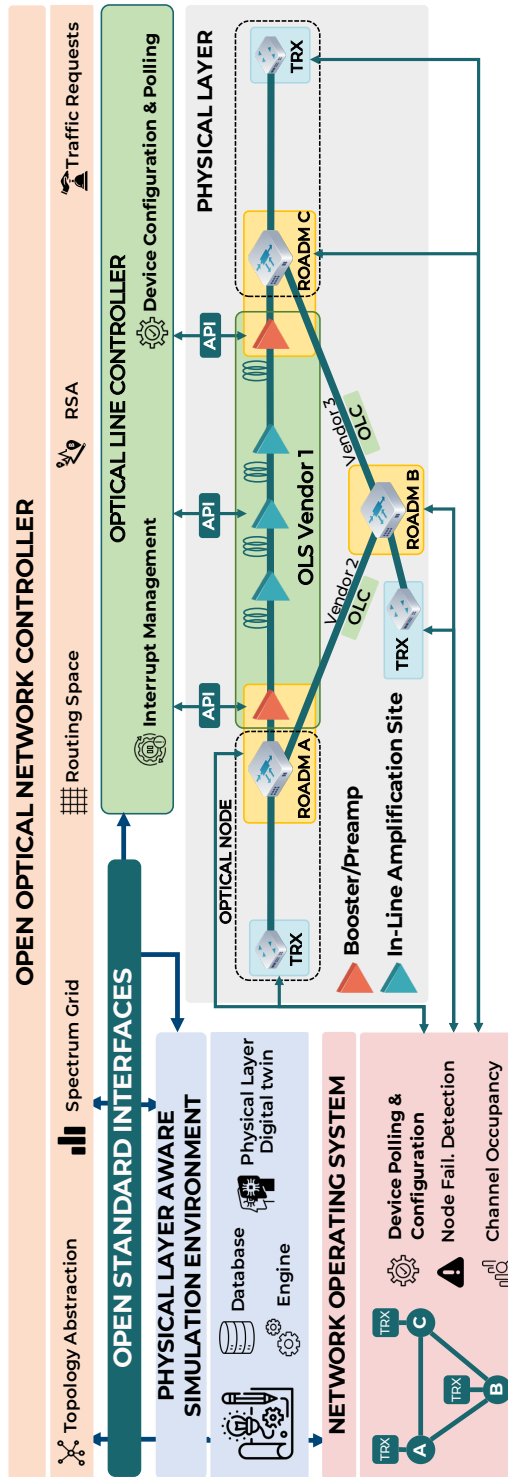 OPEN OPTICAL NETWORK CONTROLLER
Topology Abstraction
Spectrum Grid
Routing Space
RSA
Traffic Requests
OPEN STANDARD INTERFACES
OPTICAL LINE CONTROLLER
Interrupt Management
Device Configuration & Polling
API
API
API
PHYSICAL LAYER AWARE
SIMULATION ENVIRONMENT
Database
Engine
Physical Layer
Digital twin
NETWORK OPERATING SYSTEM
TRX
TRX
TRX
A
B
C
Device Polling &
Configuration
Node Fail. Detection
Channel Occupancy
PHYSICAL LAYER
OPTICAL NODE
TRX
ROADM A
OLS Vendor 1
ROADM C
TRX
Vendor 2
OLC
Vendor 3
OLC
ROADM B
TRX
Booster/Preamp
In-Line Amplification Site